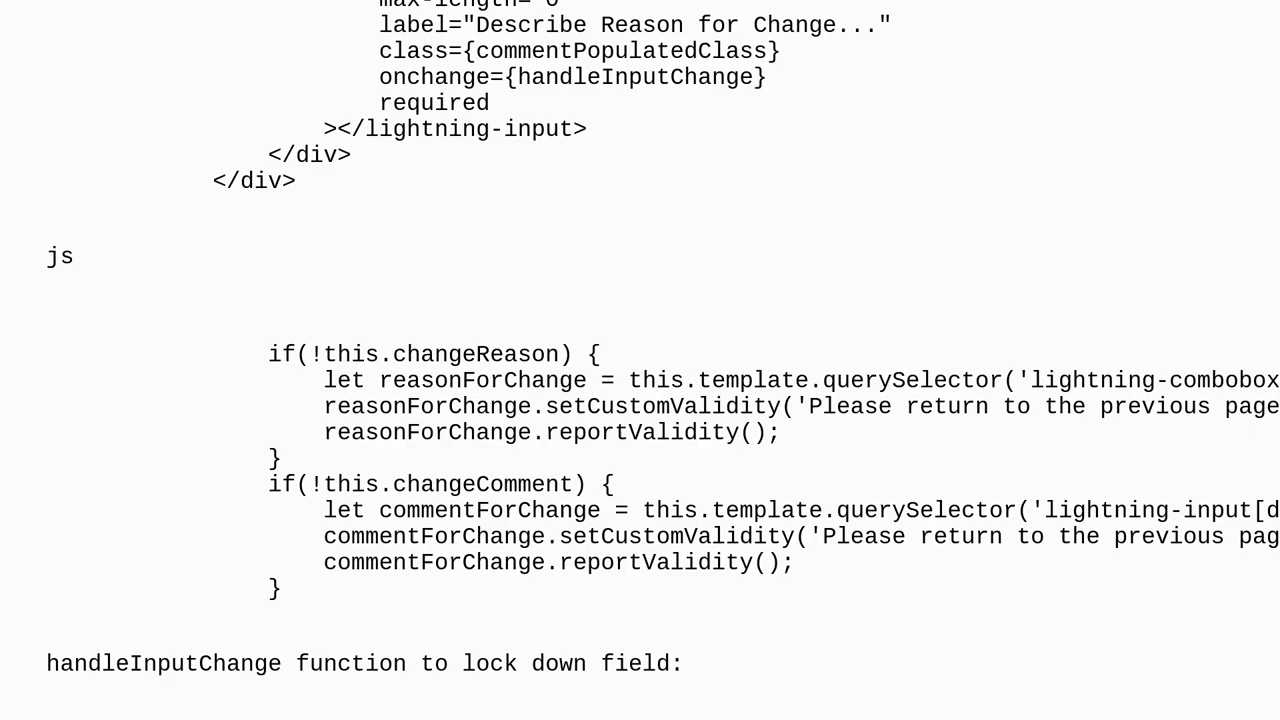 max-length="0"
label="Describe Reason for Change..."
class={commentPopulatedClass}
onchange={handleInputChange}
required
></lightning-input>
</div>
</div>
js
if(!this.changeReason) {
let reasonForChange = this.template.querySelector('lightning-combobox
reasonForChange.setCustomValidity('Please return to the previous page
reasonForChange.reportValidity();
}
if(!this.changeComment) {
let commentForChange = this.template.querySelector('lightning-input[d
commentForChange.setCustomValidity('Please return to the previous pag
commentForChange.reportValidity();
}
handleInputChange function to lock down field: